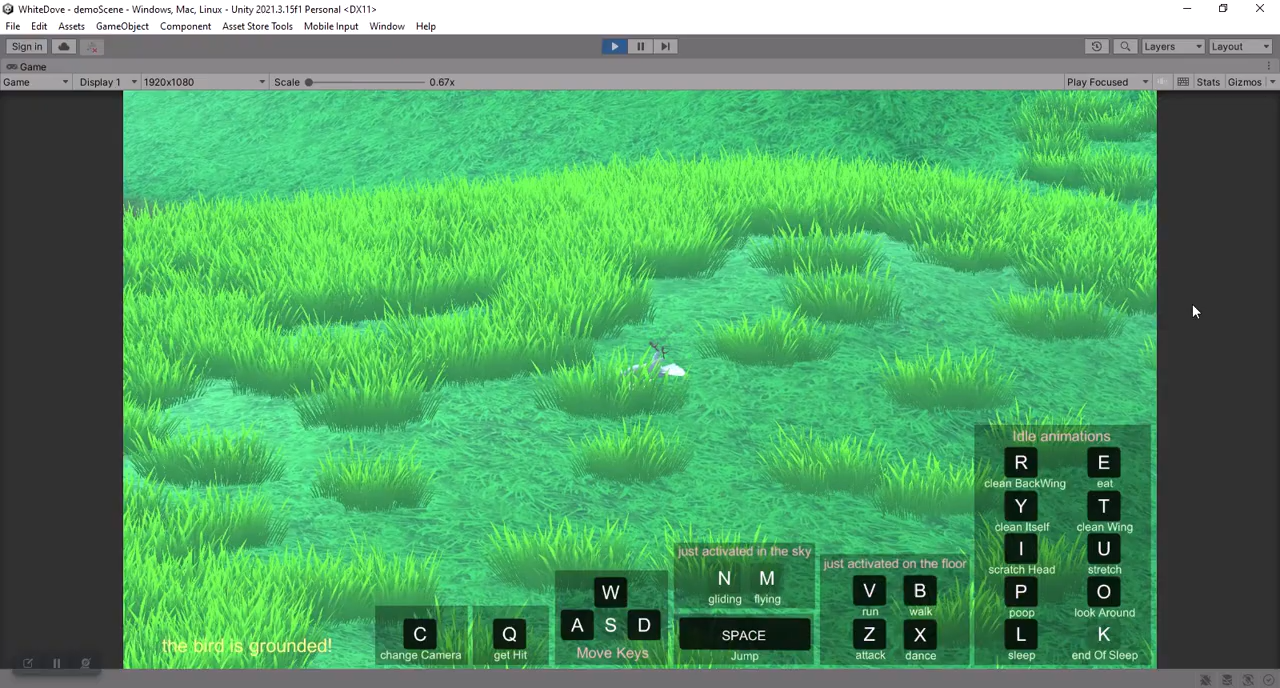 WhiteDove - demoScene - Windows, Mac, Linux - Unity 2021.3.15f1 Personal <DX11>
File Edit Assets GameObject Component Asset Store Tools Mobile Input Window Help
Sign in Layers Layout
Game
Game Display 1 1920x1080 Scale 0.67x Play Focused Stats Gizmos
Idle animations
R E
clean BackWing eat
Y T
clean Itself clean Wing
I U
scratch Head stretch
P O
poop look Around
L K
sleep end Of Sleep
just activated on the floor
V B
run walk
Z X
attack dance
just activated in the sky
N M
gliding flying
SPACE
Jump
W
A S D
Move Keys
Q
get Hit
C
change Camera
the bird is grounded!